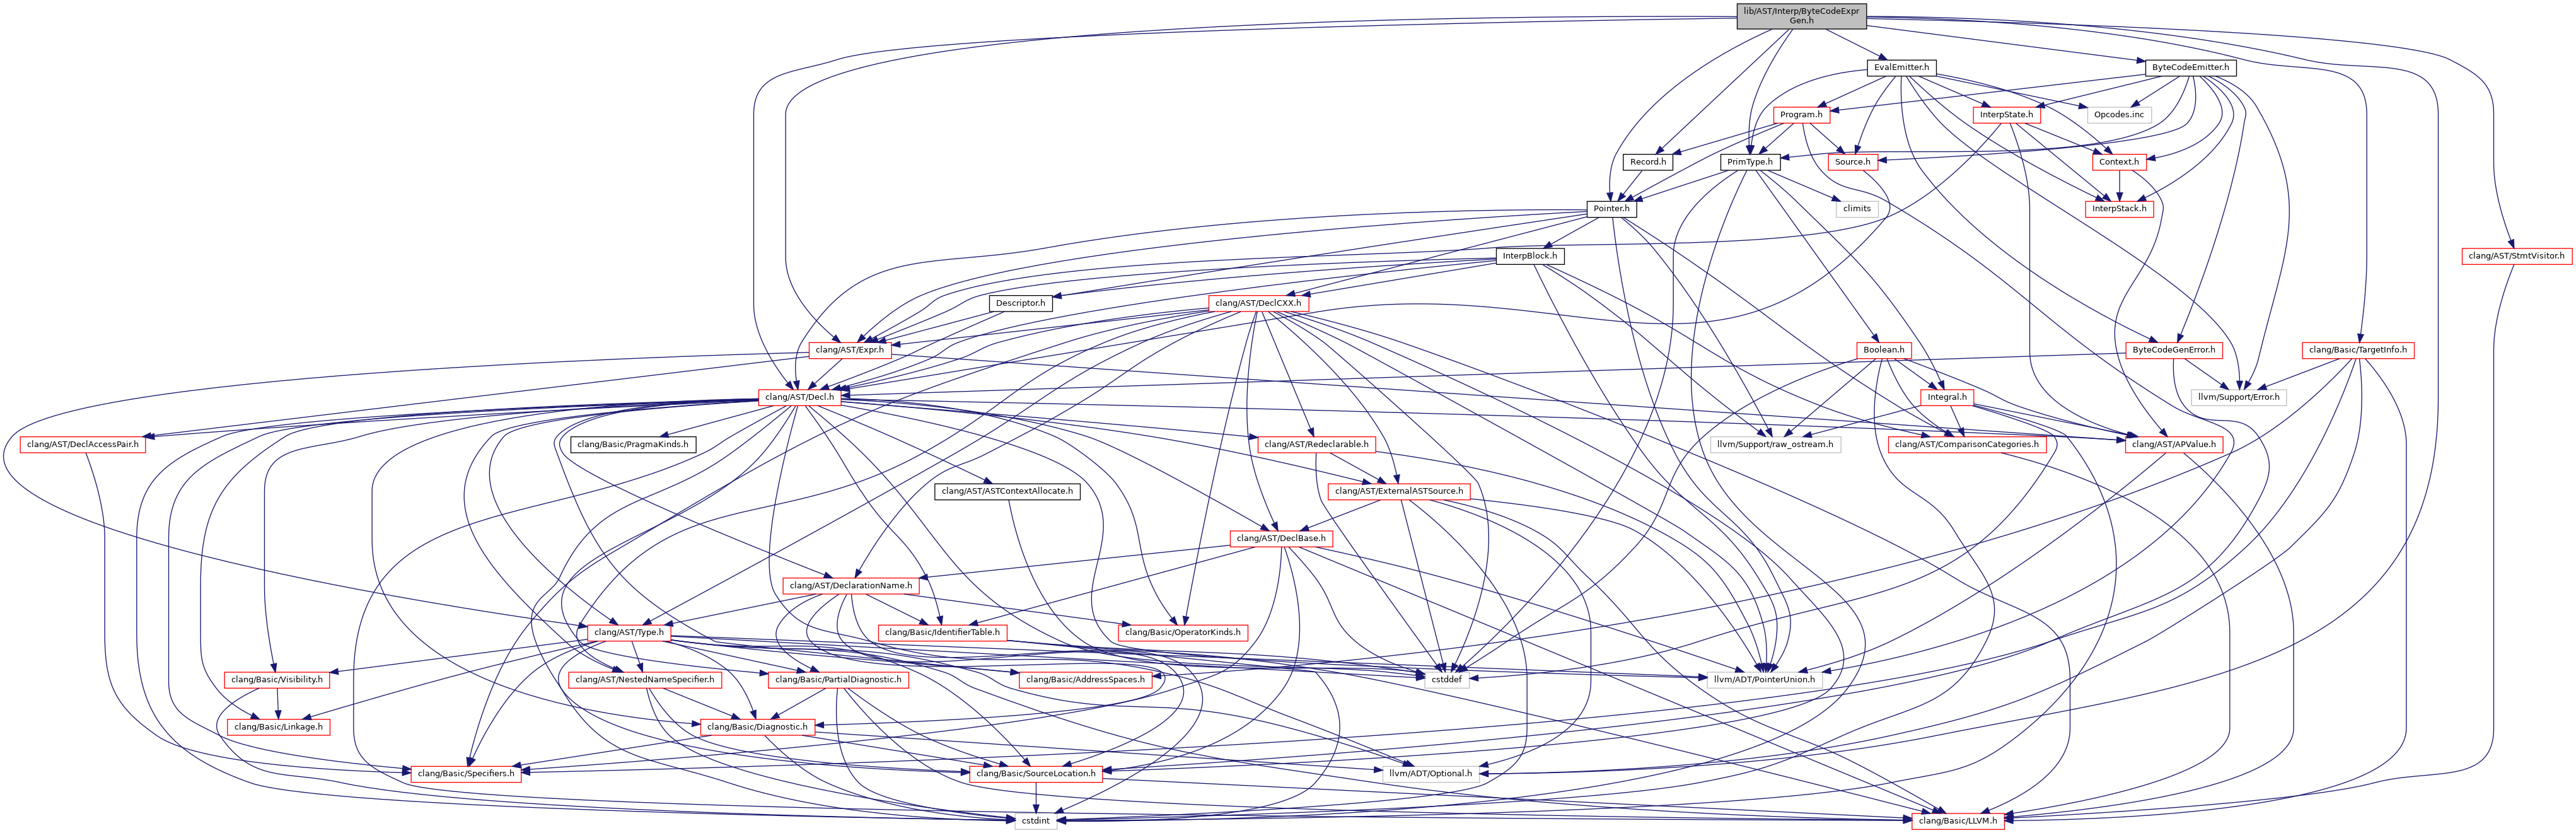 lib/AST/Interp/ByteCodeExpr
Gen.h
EvalEmitter.h
ByteCodeEmitter.h
Program.h
InterpState.h
Opcodes.inc
Record.h
PrimType.h
Source.h
Context.h
Pointer.h
climits
InterpStack.h
InterpBlock.h
clang/AST/StmtVisitor.h
Descriptor.h
clang/AST/DeclCXX.h
clang/AST/Expr.h
Boolean.h
ByteCodeGenError.h
clang/Basic/TargetInfo.h
clang/AST/Decl.h
Integral.h
llvm/Support/Error.h
clang/AST/DeclAccessPair.h
clang/Basic/PragmaKinds.h
clang/AST/Redeclarable.h
llvm/Support/raw_ostream.h
clang/AST/ComparisonCategories.h
clang/AST/APValue.h
clang/AST/ASTContextAllocate.h
clang/AST/ExternalASTSource.h
clang/AST/DeclBase.h
clang/AST/DeclarationName.h
clang/AST/Type.h
clang/Basic/IdentifierTable.h
clang/Basic/OperatorKinds.h
clang/Basic/Visibility.h
clang/AST/NestedNameSpecifier.h
clang/Basic/PartialDiagnostic.h
clang/Basic/AddressSpaces.h
cstddef
llvm/ADT/PointerUnion.h
clang/Basic/Linkage.h
clang/Basic/Diagnostic.h
clang/Basic/Specifiers.h
clang/Basic/SourceLocation.h
llvm/ADT/Optional.h
cstdint
clang/Basic/LLVM.h